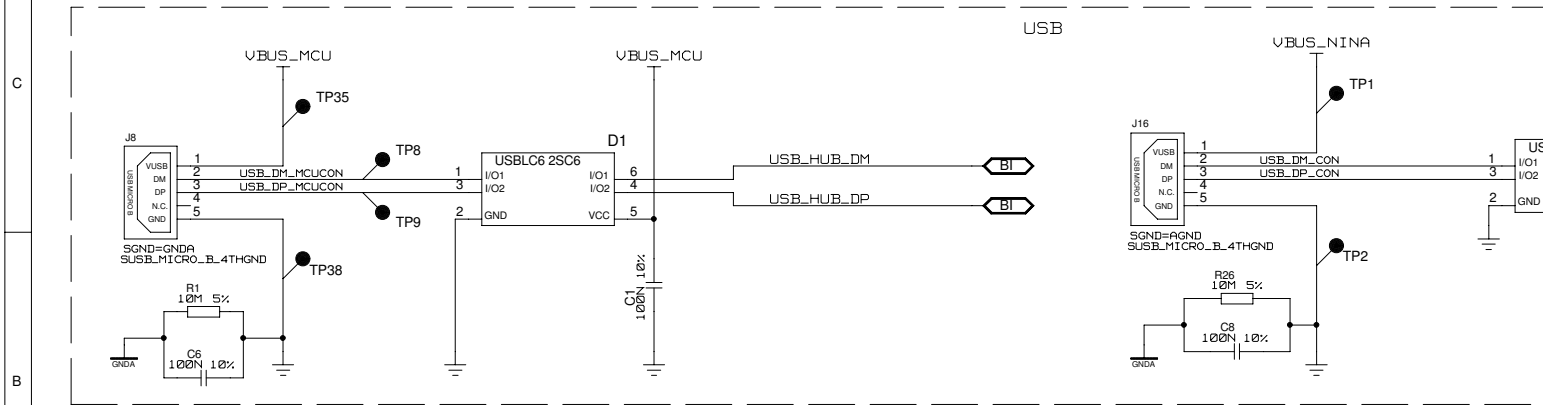 USB
C
B
VBUS_MCU
TP35
J8
VUSB
DM
DP
N.C.
GND
USB MICRO B
1
2
3
4
5
USB_DM_MCUCON
USB_DP_MCUCON
TP8
TP9
SGND=GNDA
SUSB_MICRO_B_4THGND
TP38
R1
10M 5%
C6
100N 10%
GNDA
D1
USBLC6 2SC6
1 I/O1
3 I/O2
2 GND
I/O1 6
I/O2 4
VCC 5
VBUS_MCU
C1
100N 10%
USB_HUB_DM
BI
USB_HUB_DP
BI
VBUS_NINA
TP1
J16
VUSB
DM
DP
N.C.
GND
USB MICRO B
1
2
3
4
5
USB_DM_CON
USB_DP_CON
SGND=AGND
SUSB_MICRO_B_4THGND
TP2
R26
10M 5%
C8
100N 10%
GNDA
1 I/O1
3 I/O2
2 GND